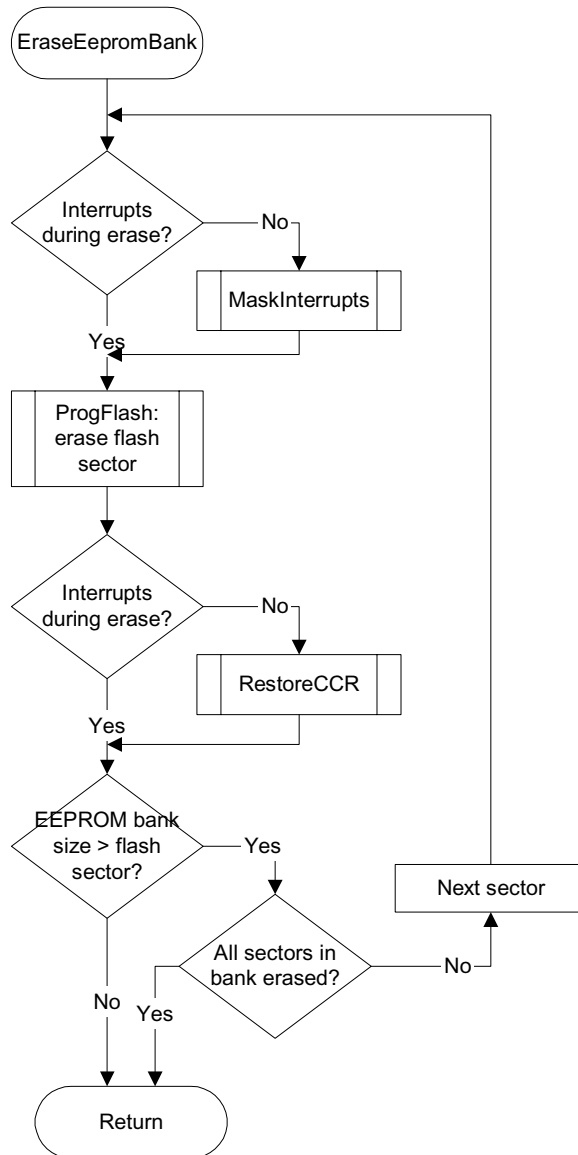 EraseEepromBank
Interrupts
during erase?
No
MaskInterrupts
Yes
ProgFlash:
erase flash
sector
Interrupts
during erase?
No
RestoreCCR
Yes
EEPROM bank
size > flash
sector?
Yes
Next sector
All sectors in
bank erased?
No
No
Yes
Return